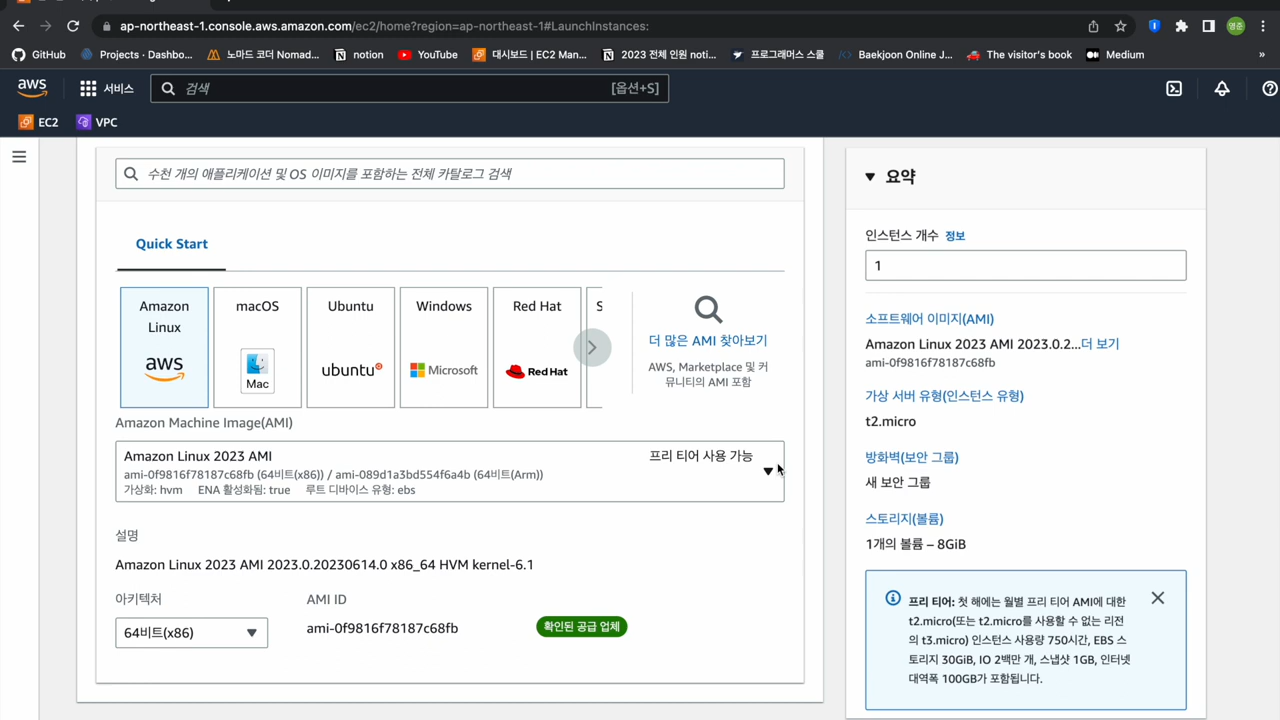 ap-northeast-1.console.aws.amazon.com/ec2/home?region=ap-northeast-1#LaunchInstances:
영준
GitHub
Projects · Dashbo...
노마드 코더 Nomad...
notion
YouTube
대시보드 | EC2 Man...
2023 전체 인원 noti...
프로그래머스 스쿨
Baekjoon Online J...
The visitor's book
Medium
»
aws
서비스
검색
[옵션+S]
EC2
VPC
수천 개의 애플리케이션 및 OS 이미지를 포함하는 전체 카탈로그 검색
Quick Start
Amazon
Linux
aws
macOS
Mac
Ubuntu
ubuntu
Windows
Microsoft
Red Hat
Red Hat
S
더 많은 AMI 찾아보기
AWS, Marketplace 및 커
뮤니티의 AMI 포함
Amazon Machine Image(AMI)
Amazon Linux 2023 AMI
프리 티어 사용 가능
ami-0f9816f78187c68fb (64비트(x86)) / ami-089d1a3bd554f6a4b (64비트(Arm))
가상화: hvm ENA 활성화됨: true 루트 디바이스 유형: ebs
설명
Amazon Linux 2023 AMI 2023.0.20230614.0 x86_64 HVM kernel-6.1
아키텍처
AMI ID
64비트(x86)
ami-0f9816f78187c68fb
확인된 공급 업체
요약
인스턴스 개수 정보
1
소프트웨어 이미지(AMI)
Amazon Linux 2023 AMI 2023.0.2...더 보기
ami-0f9816f78187c68fb
가상 서버 유형(인스턴스 유형)
t2.micro
방화벽(보안 그룹)
새 보안 그룹
스토리지(볼륨)
1개의 볼륨 – 8GiB
프리 티어: 첫 해에는 월별 프리 티어 AMI에 대한
t2.micro(또는 t2.micro를 사용할 수 없는 리전
의 t3.micro) 인스턴스 사용량 750시간, EBS 스
토리지 30GiB, IO 2백만 개, 스냅샷 1GB, 인터넷
대역폭 100GB가 포함됩니다.